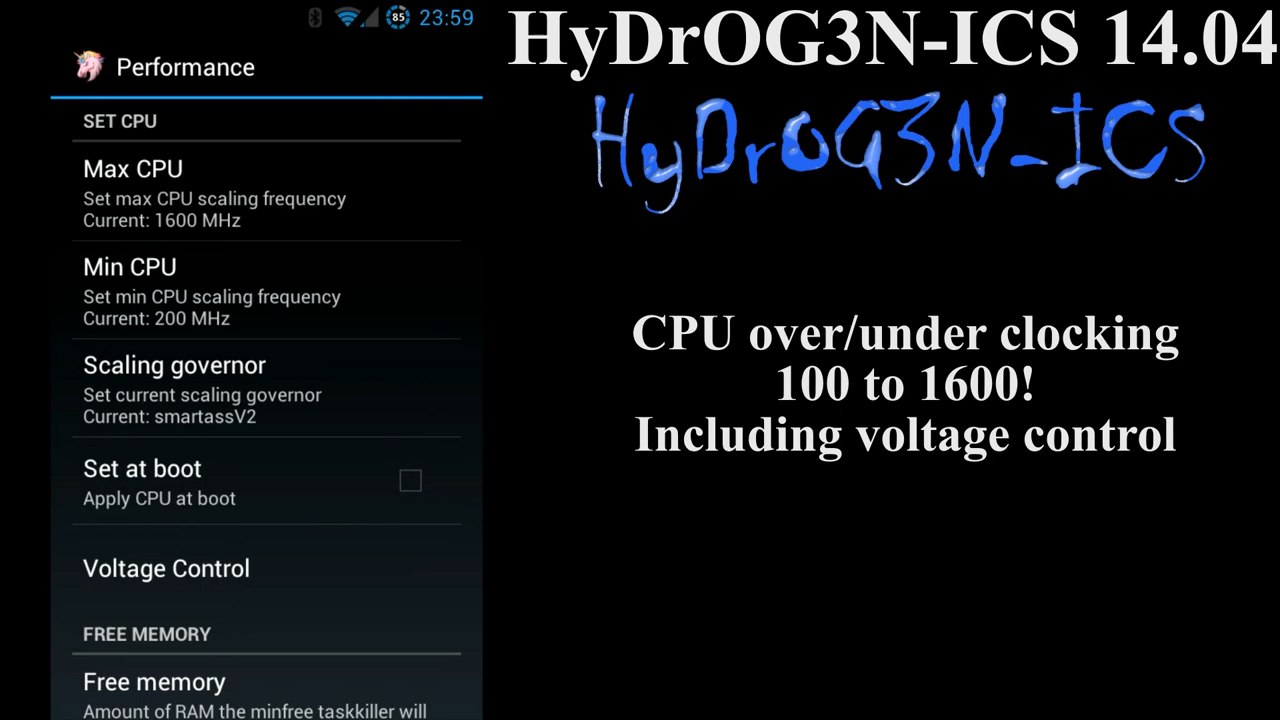 85 23:59
Performance
SET CPU
Max CPU
Set max CPU scaling frequency
Current: 1600 MHz
Min CPU
Set min CPU scaling frequency
Current: 200 MHz
Scaling governor
Set current scaling governor
Current: smartassV2
Set at boot
Apply CPU at boot
Voltage Control
FREE MEMORY
Free memory
Amount of RAM the minfree taskkiller will
HyDrOG3N-ICS 14.04
HyDrOG3N-ICS
CPU over/under clocking
100 to 1600!
Including voltage control